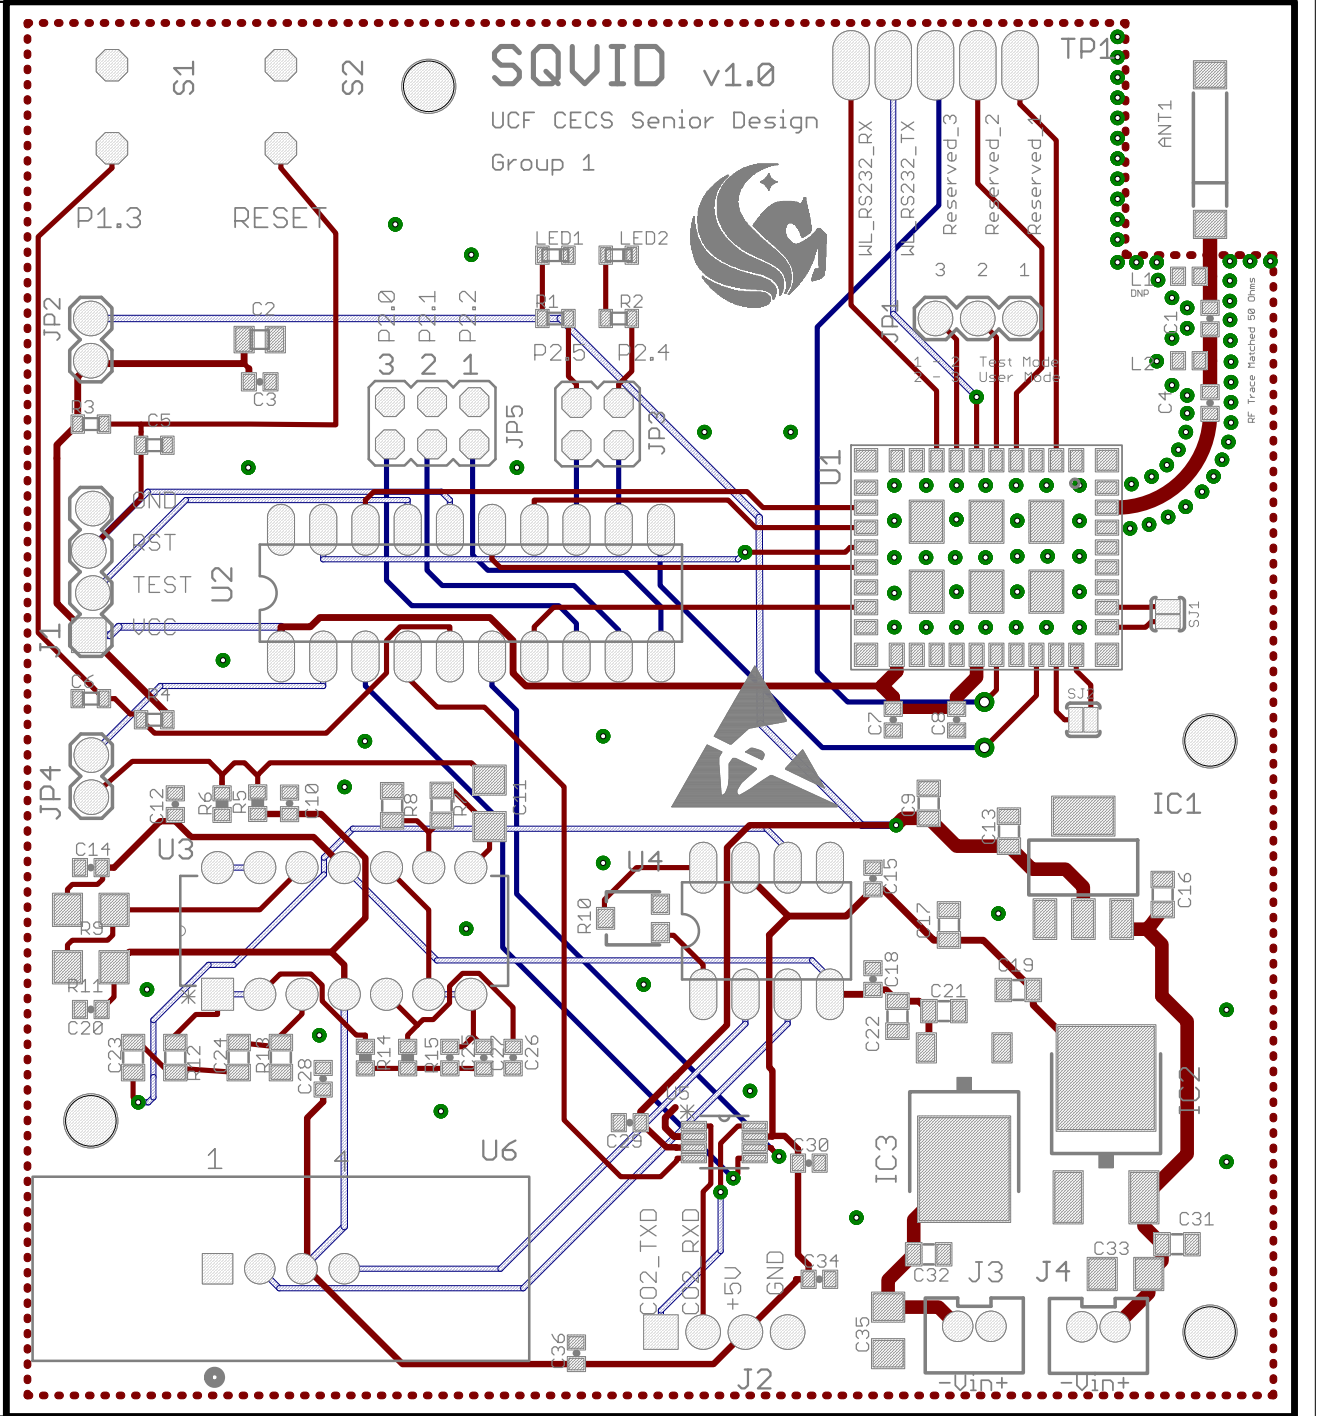 SQVID v1.0
UCF CECS Senior Design
Group 1
S1
S2
TP1
ANT1
WL_RS232_RX
WL_RS232_TX
Reserved_3
Reserved_2
P1.3
RESET
LED1
LED2
3 2 1
JP1
Test Mode
User Mode
L1
DNP
C1
L2
C4
RF Trace Matched 50 Ohms
JP2
C2
C3
R1
R2
P2.0
P2.1
P2.2
P2.5
P2.4
3 2 1
JP5
R3
C5
U1
GND
RST
TEST
VCC
J1
U2
SJ1
C6
R4
SJ2
C7
C8
JP4
C12
R6
R5
C10
R8
C11
C9
C13
IC1
C14
U3
U4
C15
C16
R9
R10
C17
R11
C18
C19
C20
C21
C22
C23
R12
C24
R13
C28
R14
R15
C25
C27
C26
IC2
U5
C29
C30
IC3
1
4
U6
CO2_TXD
CO2_RXD
+5V
GND
C34
C31
C33
C32
J3
J4
C35
C36
J2
-Vin+
-Vin+